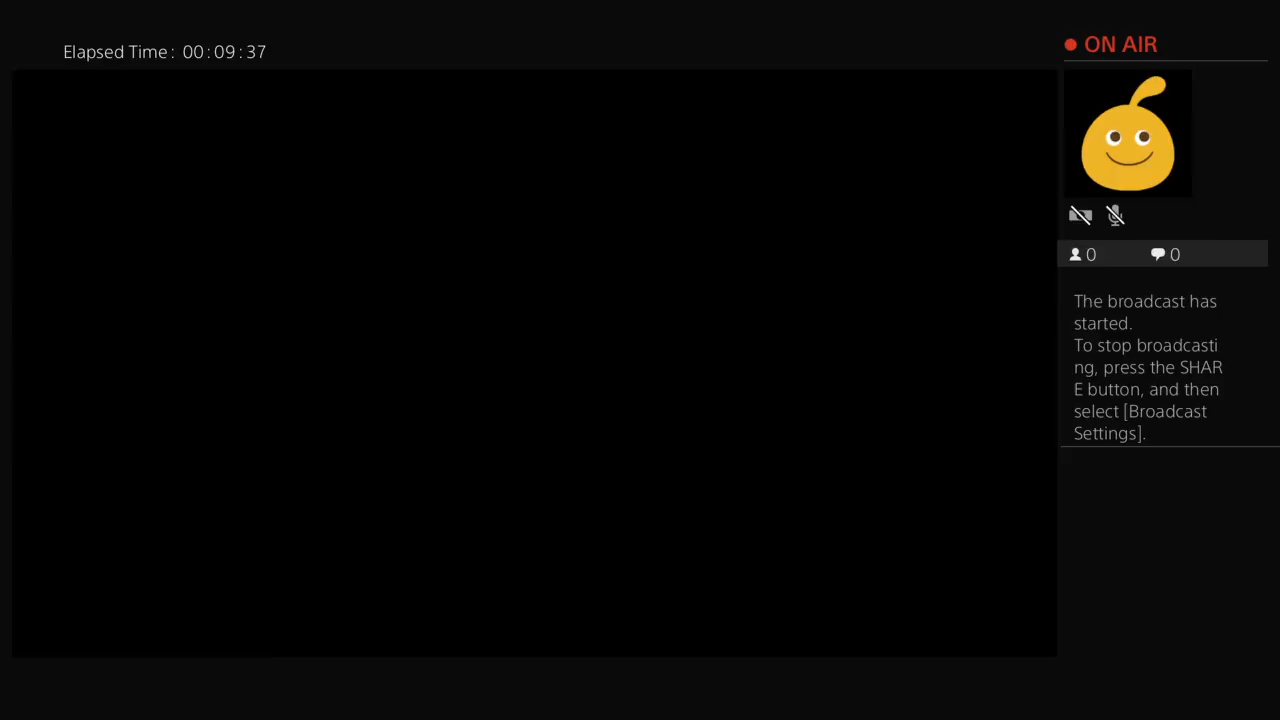 Elapsed Time: 00:09:37
ON AIR
0 0
The broadcast has
started.
To stop broadcasti
ng, press the SHAR
E button, and then
select [Broadcast
Settings].